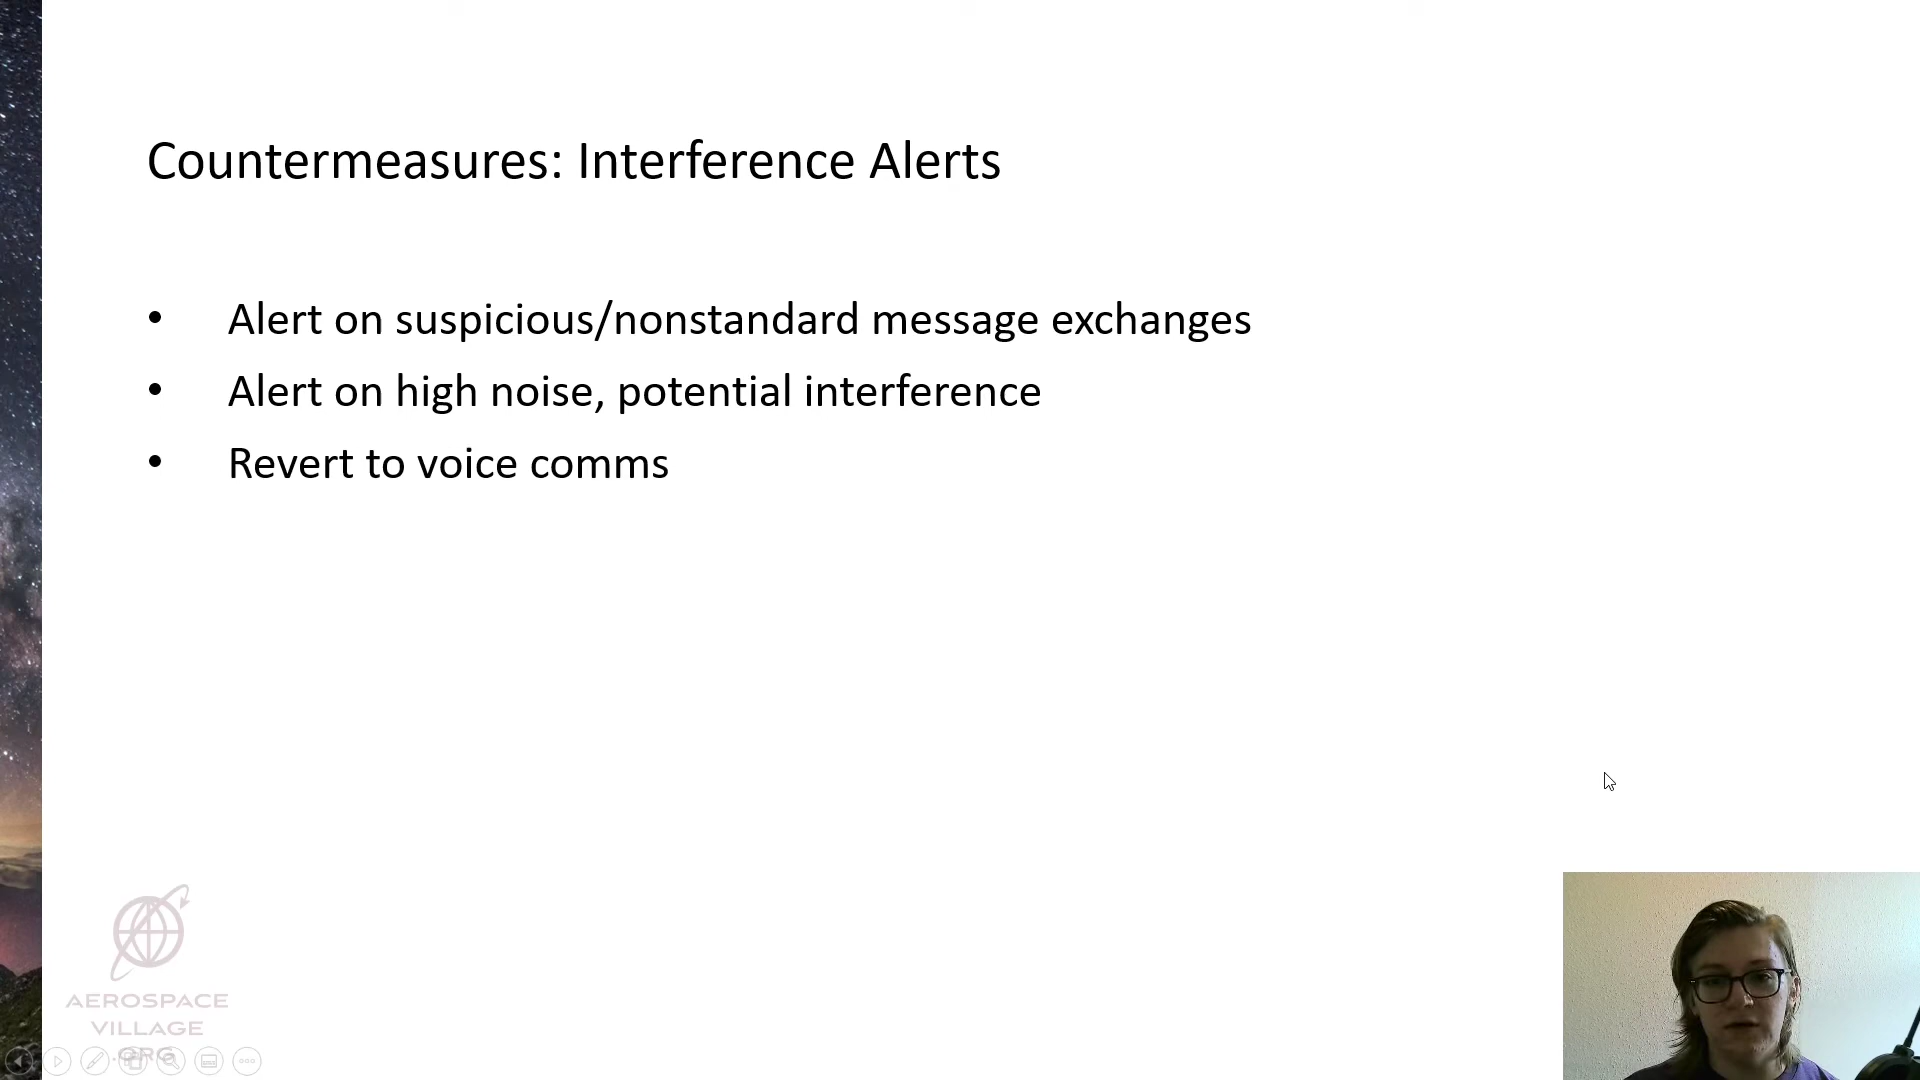 Countermeasures: Interference Alerts
• Alert on suspicious/nonstandard message exchanges
• Alert on high noise, potential interference
• Revert to voice comms
AEROSPACE
VILLAGE
.ORG